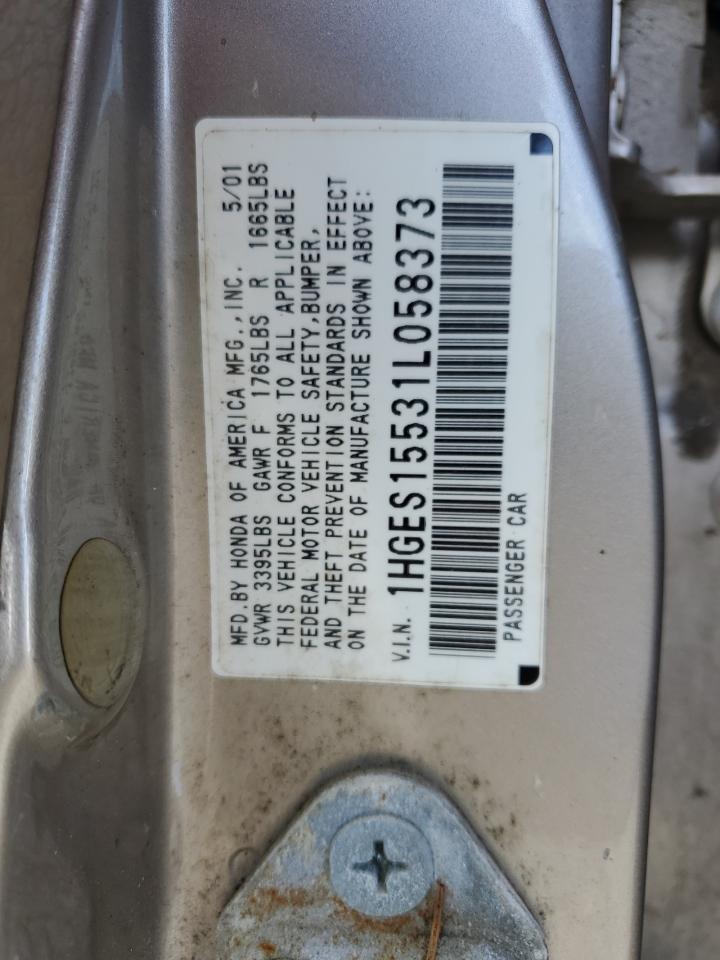 MFD.BY HONDA OF AMERICA MFG.,INC. 5/01
GVWR 3395LBS GAWR F 1765LBS R 1665LBS
THIS VEHICLE CONFORMS TO ALL APPLICABLE
FEDERAL MOTOR VEHICLE SAFETY,BUMPER,
AND THEFT PREVENTION STANDARDS IN EFFECT
ON THE DATE OF MANUFACTURE SHOWN ABOVE:
V.I.N. 1HGES15531L058373
PASSENGER CAR